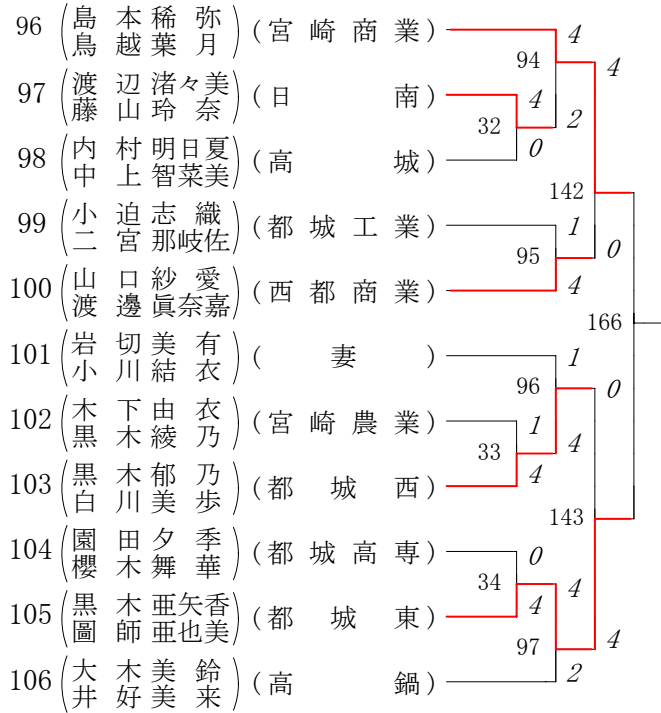 96 (島 本 稀 弥 鳥 越 葉 月) (宮 崎 商 業) 4
94 4
97 (渡 辺 渚々美 藤 山 玲 奈) (日 南) 4
32 2
98 (内 村 明日夏 中 上 智菜美) (高 城) 0
142
99 (小 迫 志 織 二 宮 那岐佐) (都 城 工 業) 1
95 0
100 (山 口 紗 愛 渡 邊 眞奈嘉) (西 都 商 業) 4
166
101 (岩 切 美 有 小 川 結 衣) (妻) 1
96 0
102 (木 下 由 衣 黒 木 綾 乃) (宮 崎 農 業) 1
33 4
103 (黒 木 郁 乃 白 川 美 歩) (都 城 西) 4
143
104 (園 田 夕 季 櫻 木 舞 華) (都 城 高 専) 0
34 4
105 (黒 木 亜矢香 圖 師 亜也美) (都 城 東) 4
97 4
106 (大 木 美 鈴 井 好 美 来) (高 鍋) 2